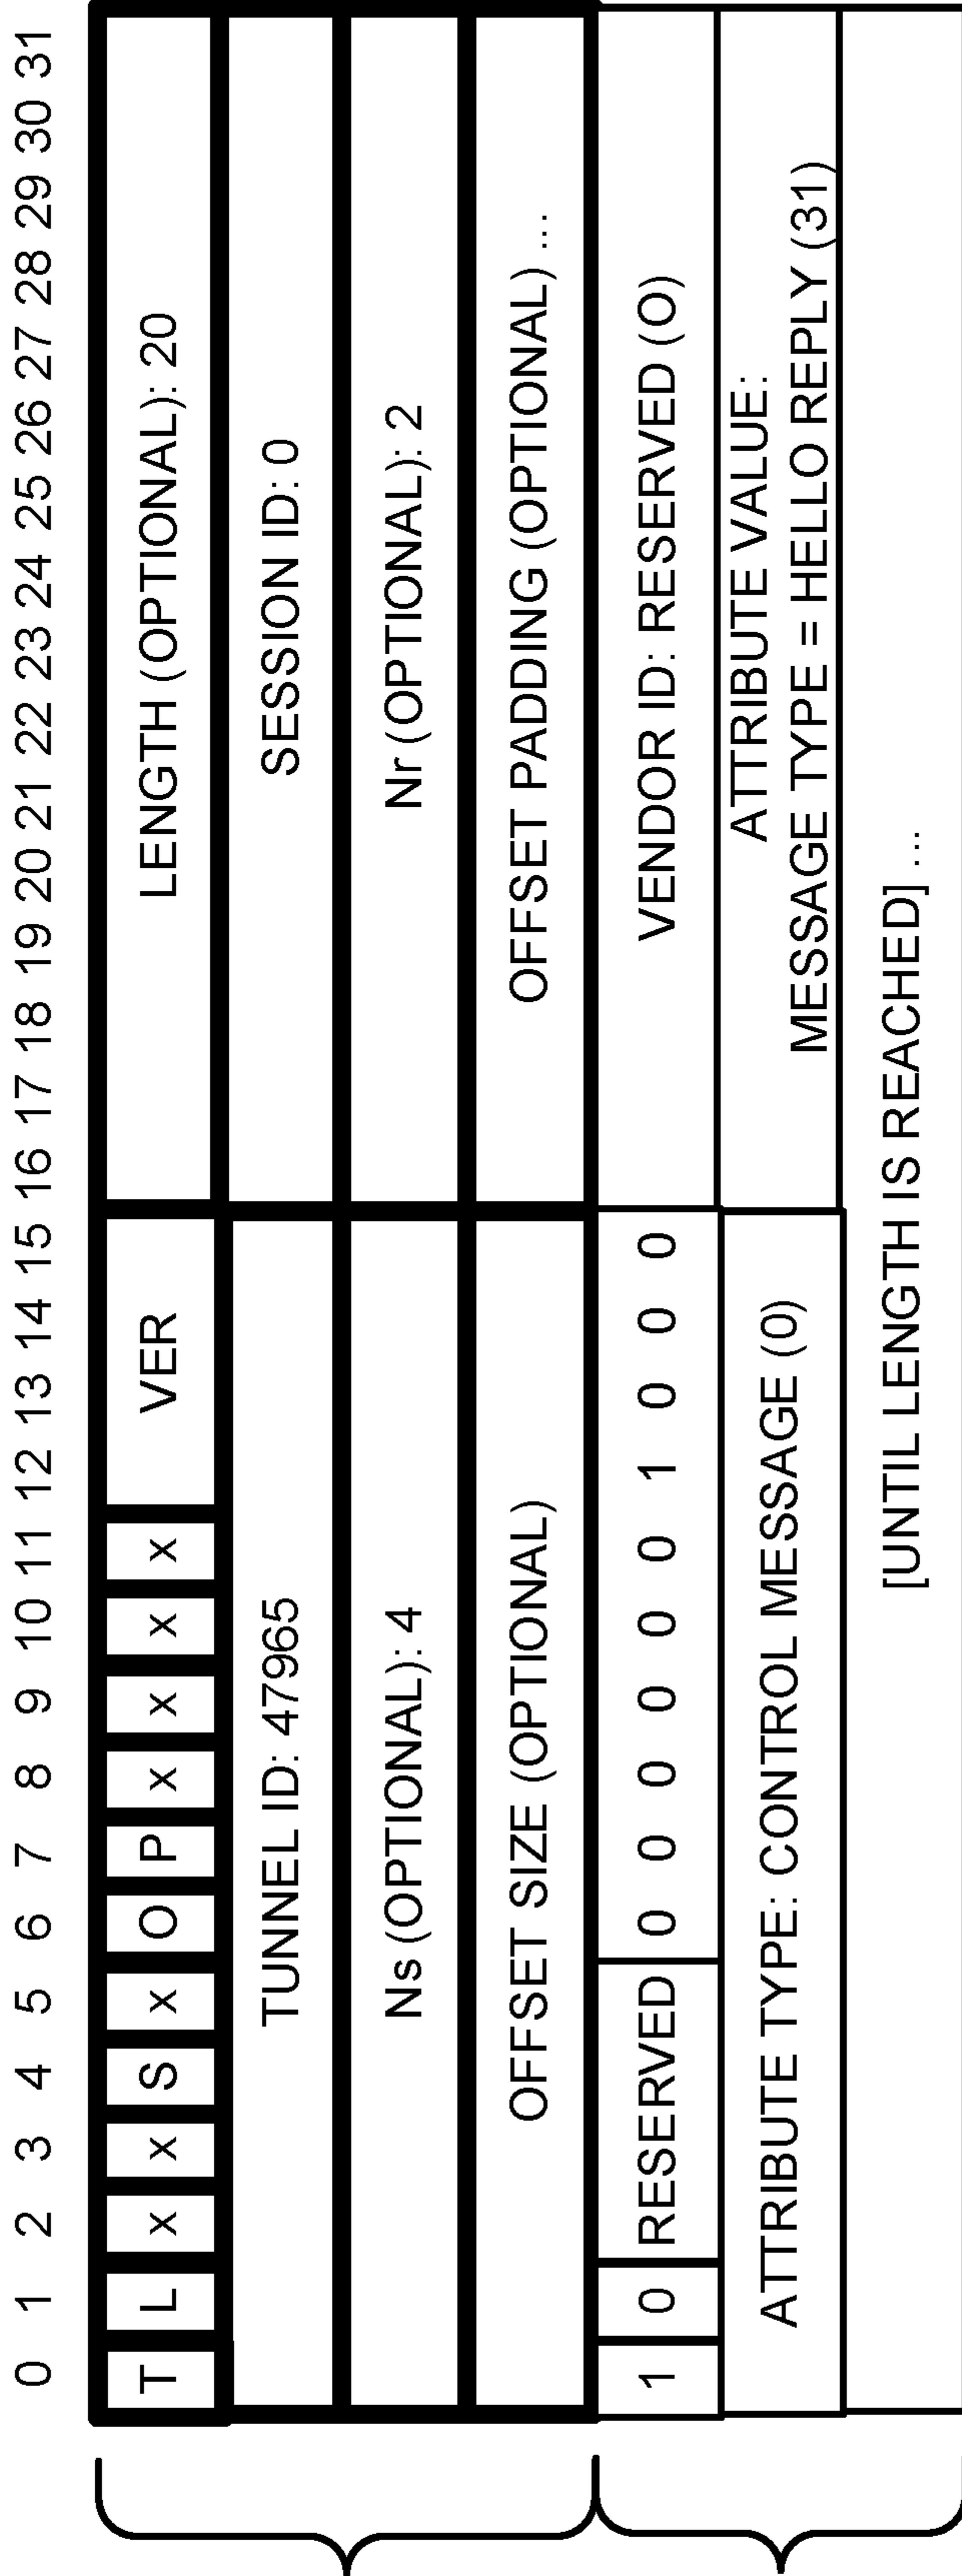 0 1 2 3 4 5 6 7 8 9 10 11 12 13 14 15 16 17 18 19 20 21 22 23 24 25 26 27 28 29 30 31
T L x x S x O P x x x x VER LENGTH (OPTIONAL): 20
TUNNEL ID: 47965 SESSION ID: 0
Ns (OPTIONAL): 4 Nr (OPTIONAL): 2
OFFSET SIZE (OPTIONAL) OFFSET PADDING (OPTIONAL) ...
1 0 RESERVED 0 0 0 0 0 0 1 0 0 0 VENDOR ID: RESERVED (O)
ATTRIBUTE TYPE: CONTROL MESSAGE (0) ATTRIBUTE VALUE:
MESSAGE TYPE = HELLO REPLY (31)
[UNTIL LENGTH IS REACHED] ...